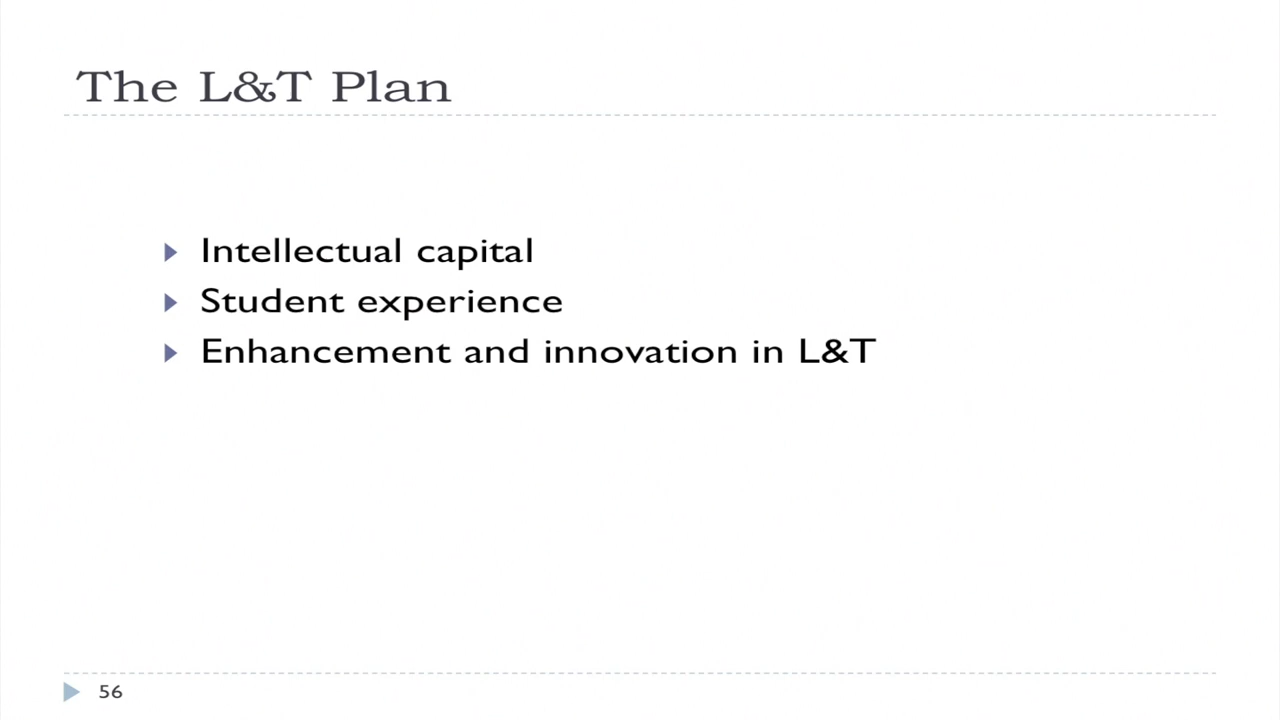 The L&T Plan
Intellectual capital
Student experience
Enhancement and innovation in L&T
56